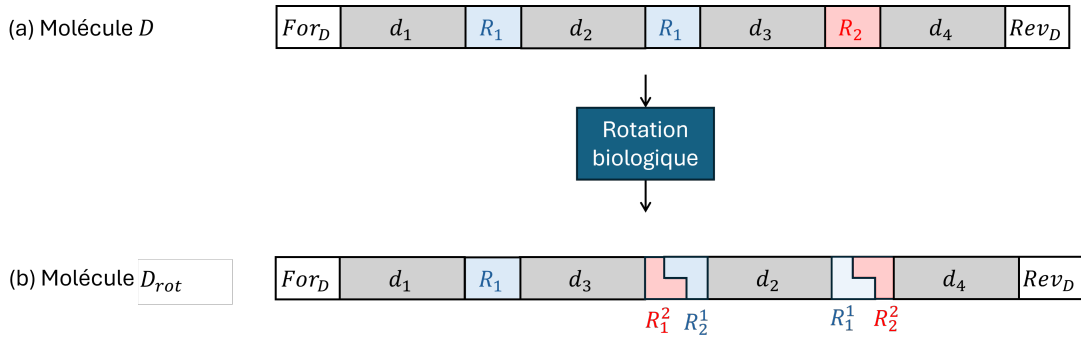 (a) Molécule D
For_D d_1 R_1 d_2 R_1 d_3 R_2 d_4 Rev_D
Rotation
biologique
(b) Molécule D_rot
For_D d_1 R_1 d_3 d_2 d_4 Rev_D
R_1^2 R_2^1 R_1^1 R_2^2